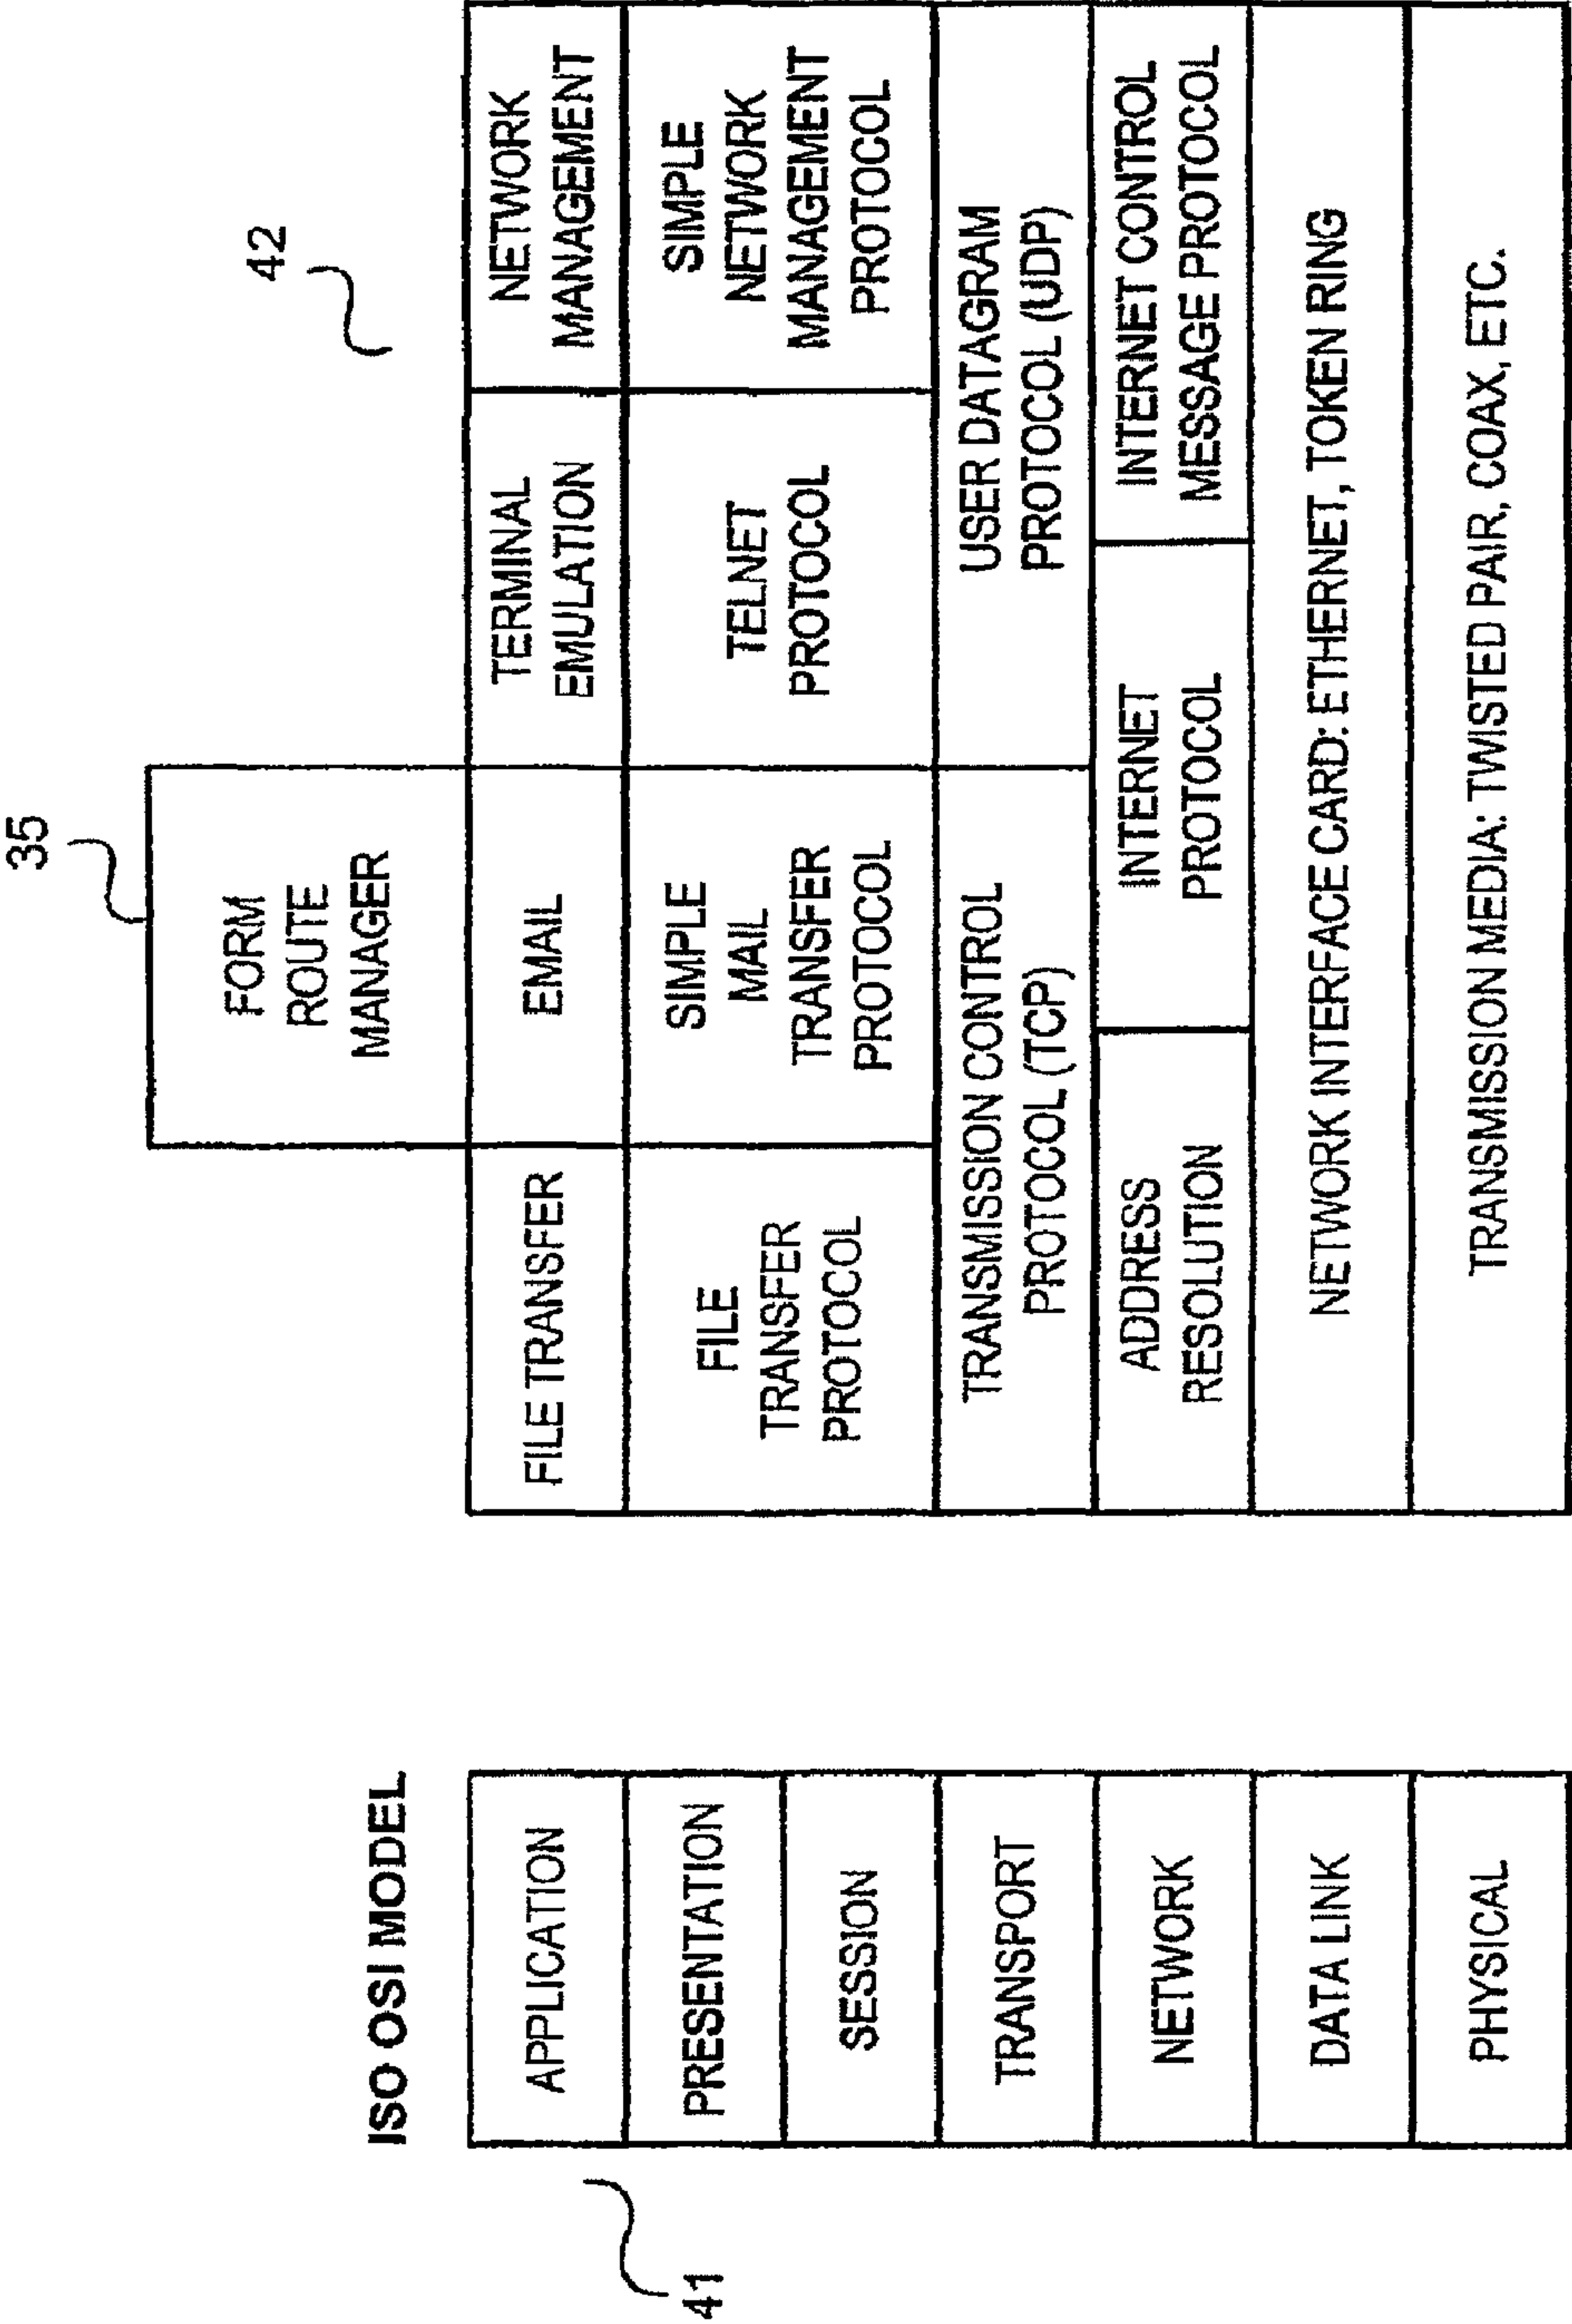 35
42
FORM
ROUTE
MANAGER
ISO OSI MODEL
41
APPLICATION
PRESENTATION
SESSION
TRANSPORT
NETWORK
DATA LINK
PHYSICAL
FILE TRANSFER
EMAIL
TERMINAL
EMULATION
NETWORK
MANAGEMENT
FILE
TRANSFER
PROTOCOL
SIMPLE
MAIL
TRANSFER
PROTOCOL
TELNET
PROTOCOL
SIMPLE
NETWORK
MANAGEMENT
PROTOCOL
TRANSMISSION CONTROL
PROTOCOL (TCP)
USER DATAGRAM
PROTOCOL (UDP)
ADDRESS
RESOLUTION
INTERNET
PROTOCOL
INTERNET CONTROL
MESSAGE PROTOCOL
NETWORK INTERFACE CARD: ETHERNET, TOKEN RING
TRANSMISSION MEDIA: TWISTED PAIR, COAX, ETC.